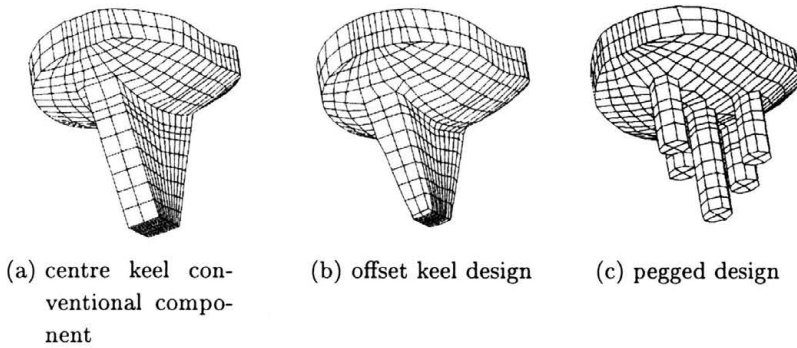 (a) centre keel con-
ventional compo-
nent
(b) offset keel design
(c) pegged design